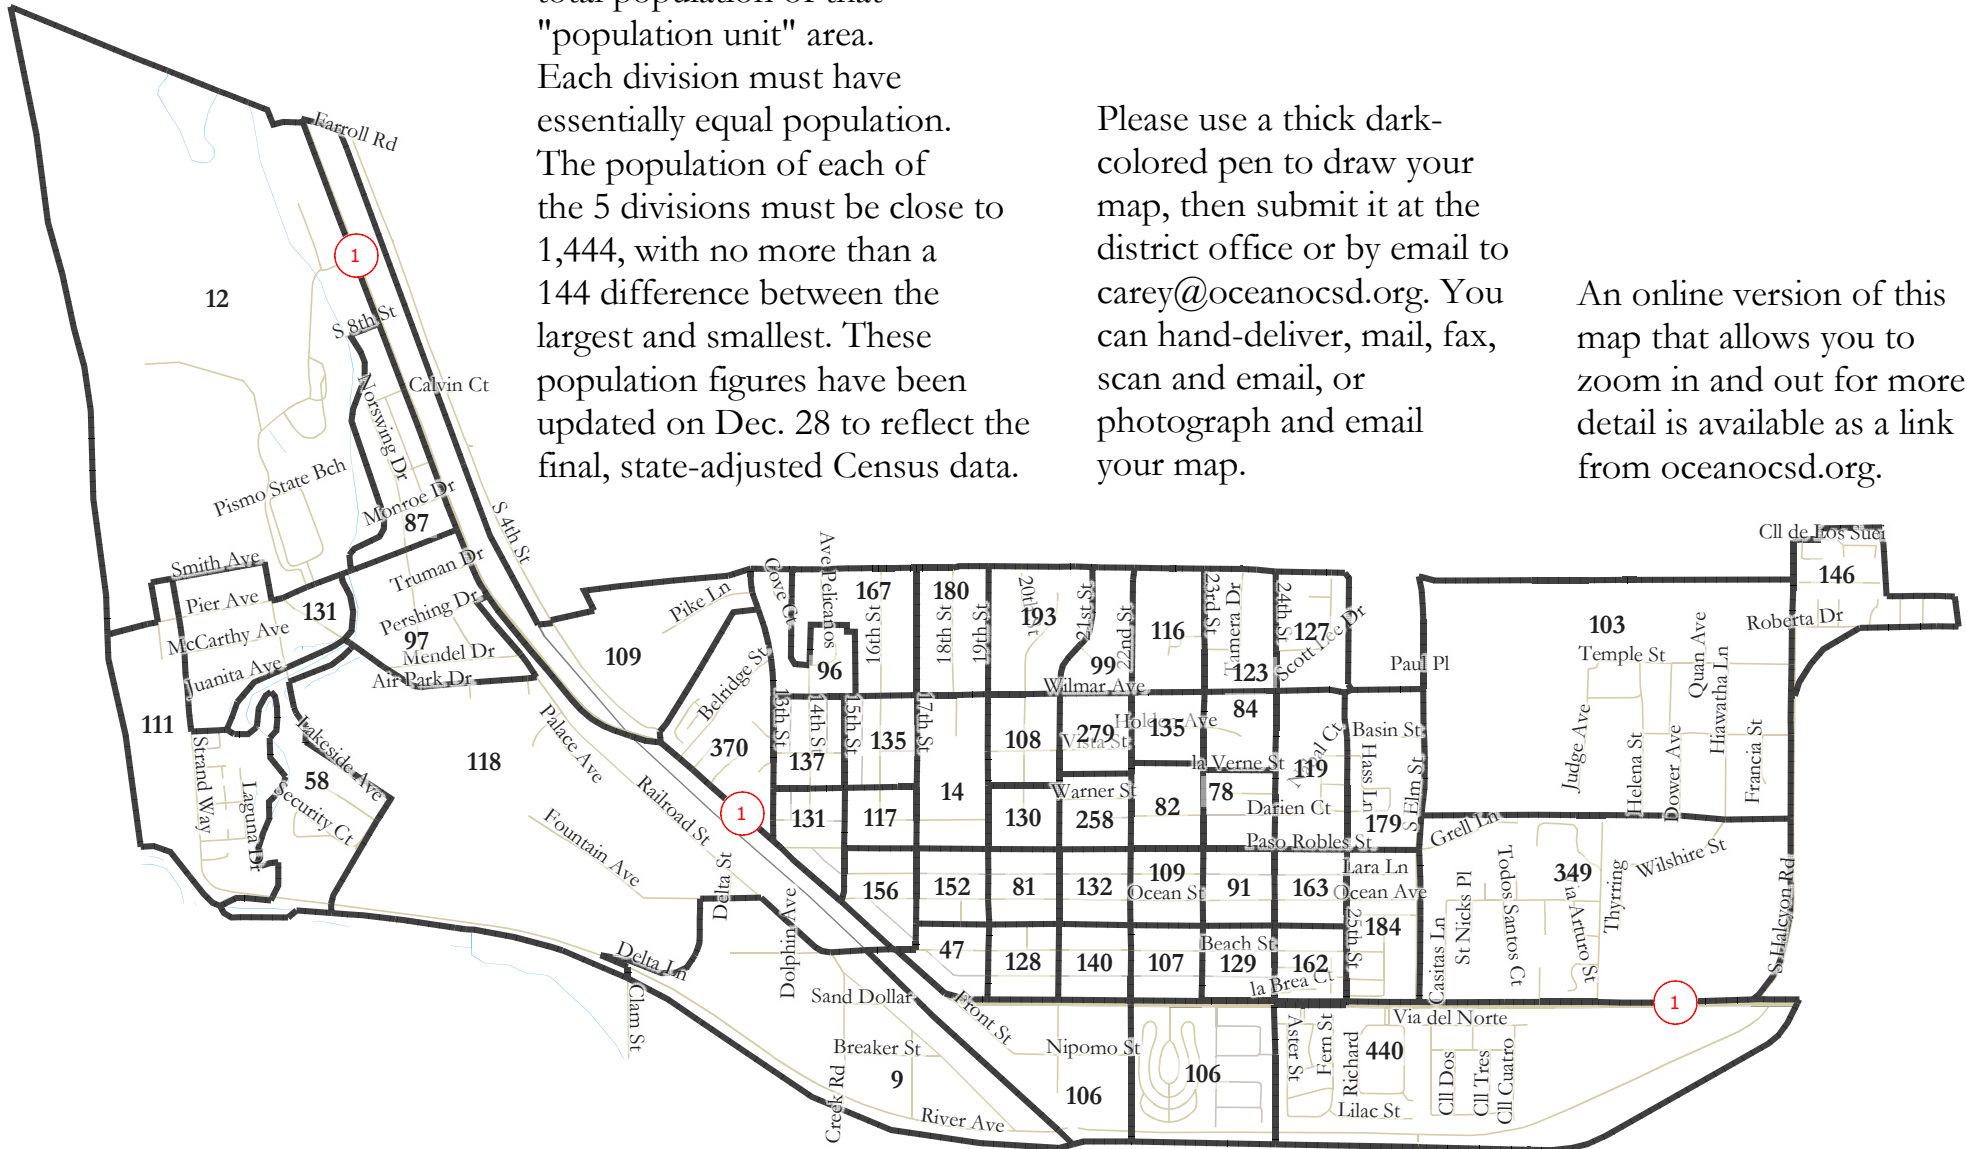 total population of that
"population unit" area.
Each division must have
essentially equal population.
The population of each of
the 5 divisions must be close to
1,444, with no more than a
144 difference between the
largest and smallest. These
population figures have been
updated on Dec. 28 to reflect the
final, state-adjusted Census data.
Please use a thick dark-
colored pen to draw your
map, then submit it at the
district office or by email to
carey@oceanocsd.org. You
can hand-deliver, mail, fax,
scan and email, or
photograph and email
your map.
An online version of this
map that allows you to
zoom in and out for more
detail is available as a link
from oceanocsd.org.
Farroll Rd
1
12
S 8th St
Calvin Ct
Norswing Dr
Pismo State Bch
Monroe Dr
87
S 4th St
Smith Ave
Truman Dr
Pier Ave
131
Pershing Dr
McCarthy Ave
97
Mendel Dr
Juanita Ave
Air Park Dr
111
Lakeside Ave
Strand Way
58
118
Palace Ave
Laguna Dr
Security Ct
Railroad St
Fountain Ave
Delta St
Dolphin Ave
Delta Ln
Clam St
Sand Dollar
Breaker St
9
Creek Rd
River Ave
Front St
Nipomo St
106
106
109
Pike Ln
Belridge St
370
1
Cove Ct
Ave Pelicanos
167
96
16th St
180
18th St
19th St
20th St
193
21st St
99
22nd St
116
23rd St
Tamera Dr
123
24th St
127
Scott Lee Dr
Wilmar Ave
Paul Pl
13th St
14th St
15th St
17th St
137
135
14
108
279
Vista St
Holden Ave
135
84
la Verne St
119
Basin St
Hass Ln
S Elm St
131
117
130
Warner St
258
82
78
Darien Ct
179
Paso Robles St
156
152
81
132
109
Ocean St
91
163
Lara Ln
Ocean Ave
184
25th St
47
128
140
107
Beach St
129
162
la Brea Ct
Cll de Los Suei
146
Roberta Dr
103
Temple St
Quan Ave
Hiawatha Ln
Judge Ave
Helena St
Dower Ave
Francia St
Grell Ln
Wilshire St
349
Todos Santos Ct
St Nicks Pl
Casitas Ln
Thyrring
S Halcyon Rd
1
Via del Norte
Aster St
Fern St
Richard
440
Cll Dos
Cll Tres
Cll Cuatro
Lilac St